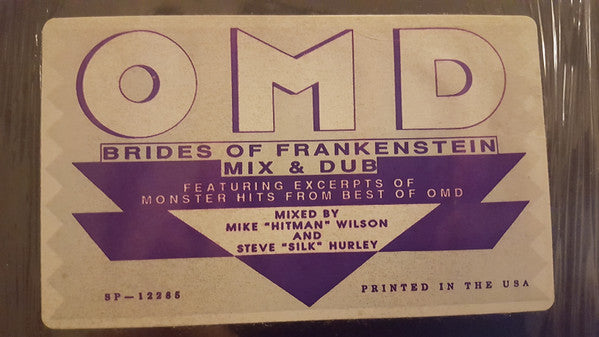 OMD
BRIDES OF FRANKENSTEIN
MIX & DUB
FEATURING EXCERPTS OF
MONSTER HITS FROM BEST OF OMD
MIXED BY
MIKE "HITMAN" WILSON
AND
STEVE "SILK" HURLEY
SP—12285
PRINTED IN THE USA